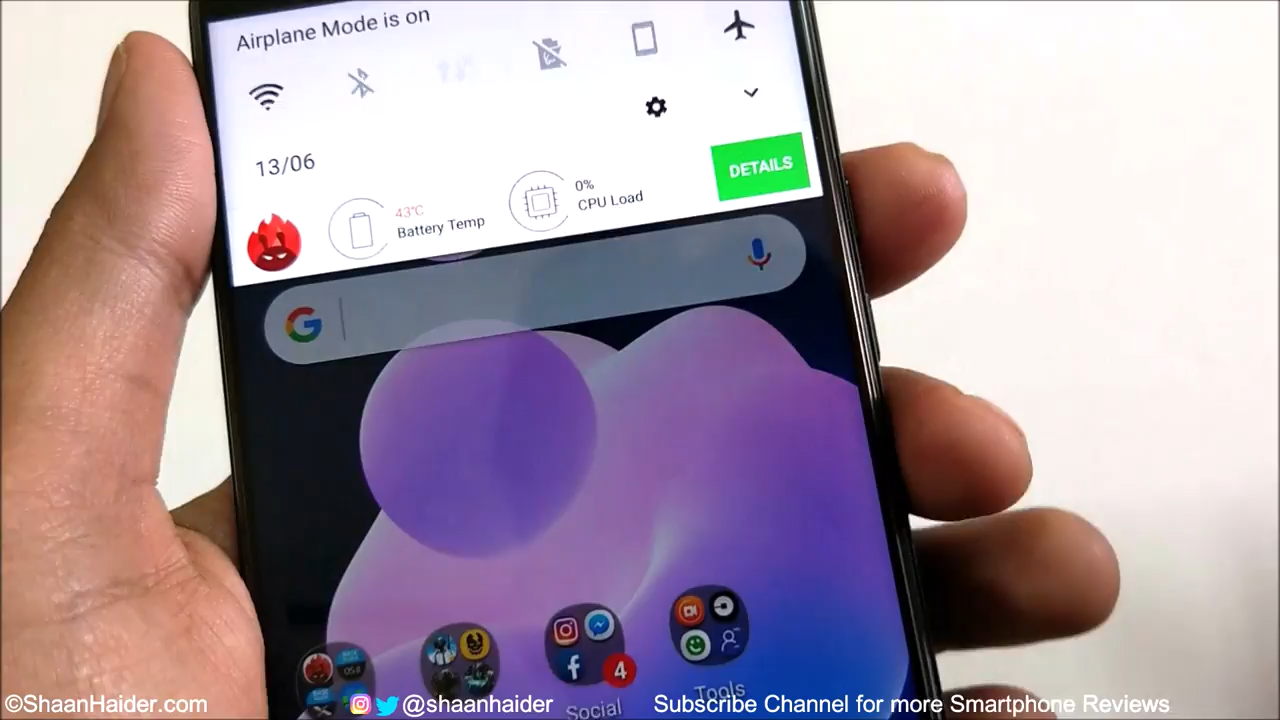 Airplane Mode is on
13/06
DETAILS
43°C
Battery Temp
0%
CPU Load
G
4
Social
Tools
©ShaanHaider.com
@shaanhaider
Subscribe Channel for more Smartphone Reviews